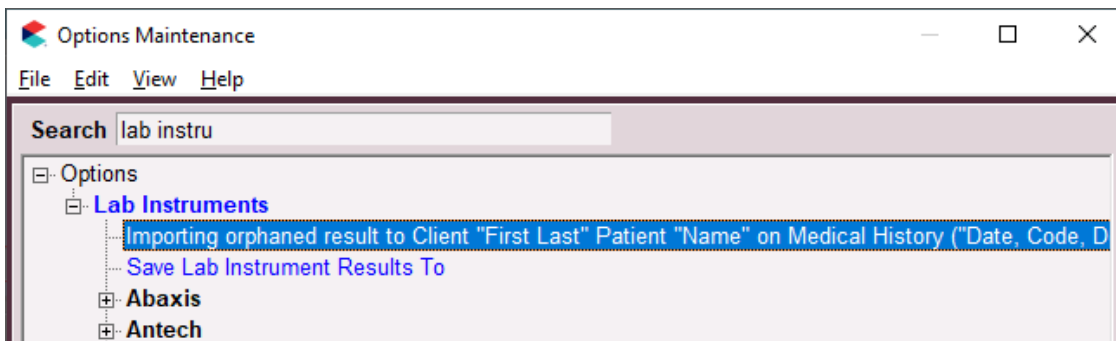 Options Maintenance
File Edit View Help
Search lab instru
Options
Lab Instruments
Importing orphaned result to Client "First Last" Patient "Name" on Medical History ("Date, Code, D
Save Lab Instrument Results To
Abaxis
Antech